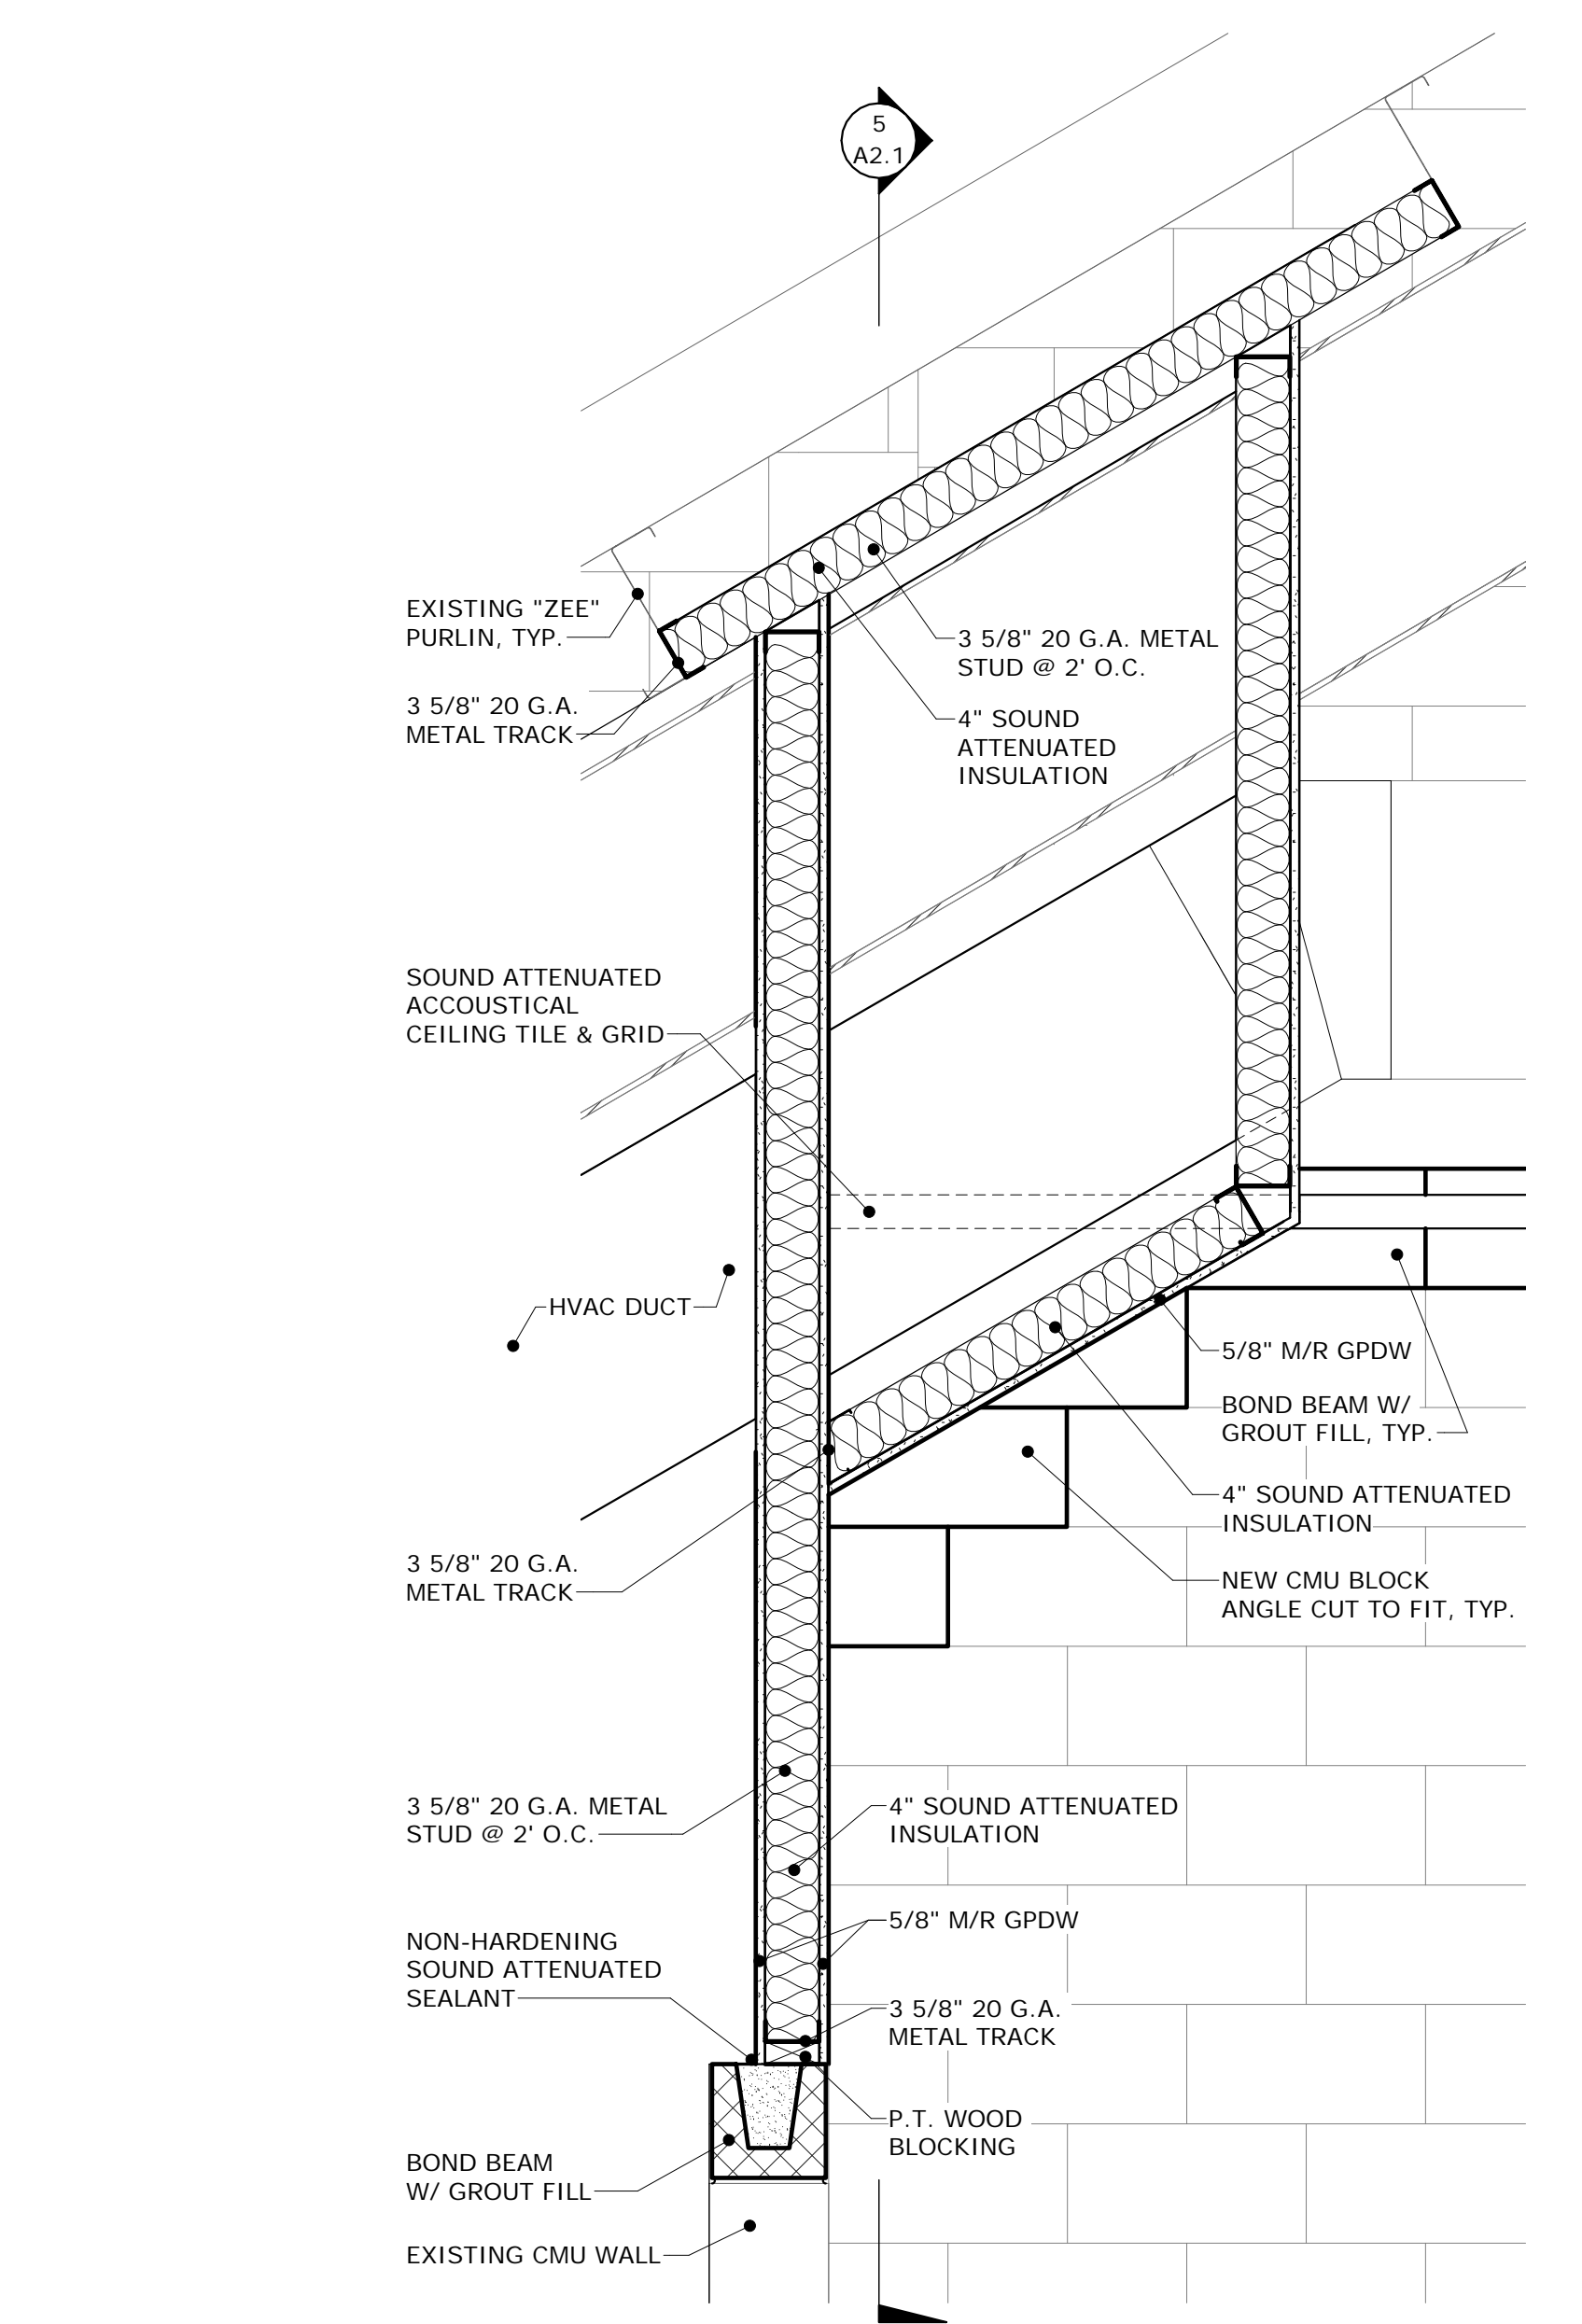 5
A2.1
EXISTING "ZEE"
PURLIN, TYP.
3 5/8" 20 G.A. METAL
STUD @ 2' O.C.
3 5/8" 20 G.A.
METAL TRACK
4" SOUND
ATTENUATED
INSULATION
SOUND ATTENUATED
ACCOUSTICAL
CEILING TILE & GRID
HVAC DUCT
5/8" M/R GPDW
BOND BEAM W/
GROUT FILL, TYP.
4" SOUND ATTENUATED
INSULATION
3 5/8" 20 G.A.
METAL TRACK
NEW CMU BLOCK
ANGLE CUT TO FIT, TYP.
3 5/8" 20 G.A. METAL
STUD @ 2' O.C.
4" SOUND ATTENUATED
INSULATION
5/8" M/R GPDW
NON-HARDENING
SOUND ATTENUATED
SEALANT
3 5/8" 20 G.A.
METAL TRACK
P.T. WOOD
BLOCKING
BOND BEAM
W/ GROUT FILL
EXISTING CMU WALL